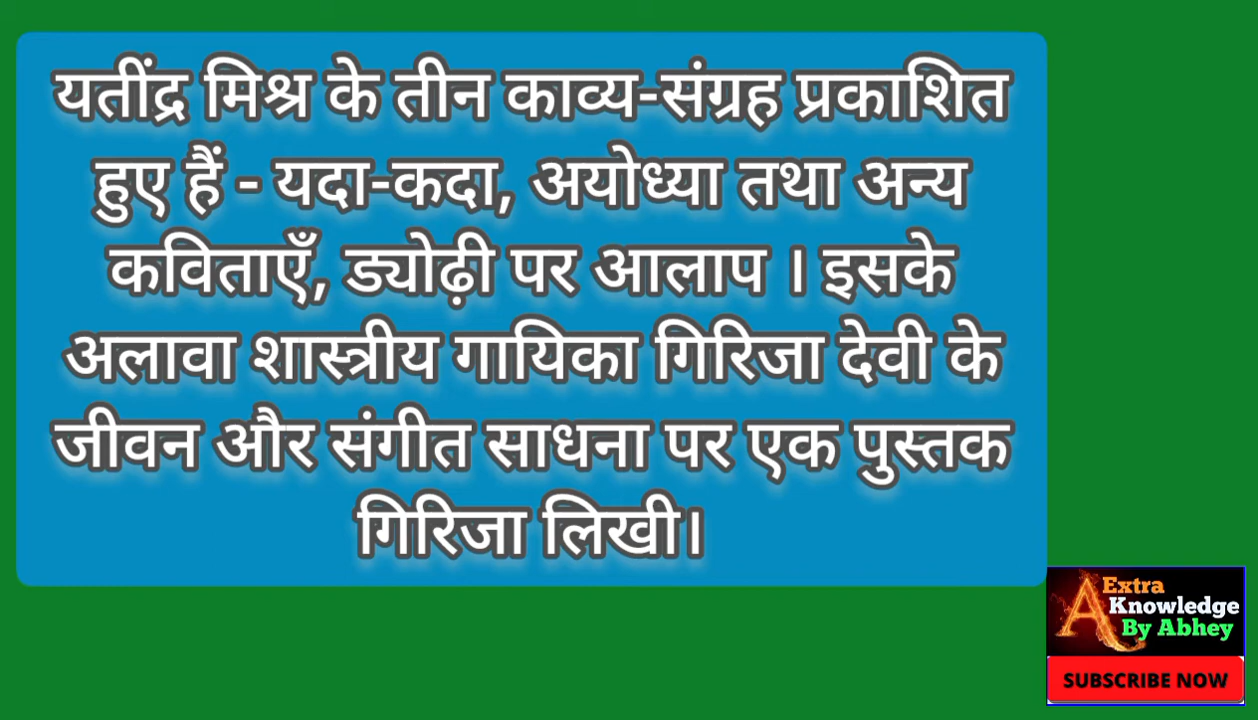 यतींद्र मिश्र के तीन काव्य-संग्रह प्रकाशित
हुए हैं - यदा-कदा, अयोध्या तथा अन्य
कविताएँ, ड्योढ़ी पर आलाप । इसके
अलावा शास्त्रीय गायिका गिरिजा देवी के
जीवन और संगीत साधना पर एक पुस्तक
गिरिजा लिखी।
Extra
Knowledge
By Abhey
SUBSCRIBE NOW